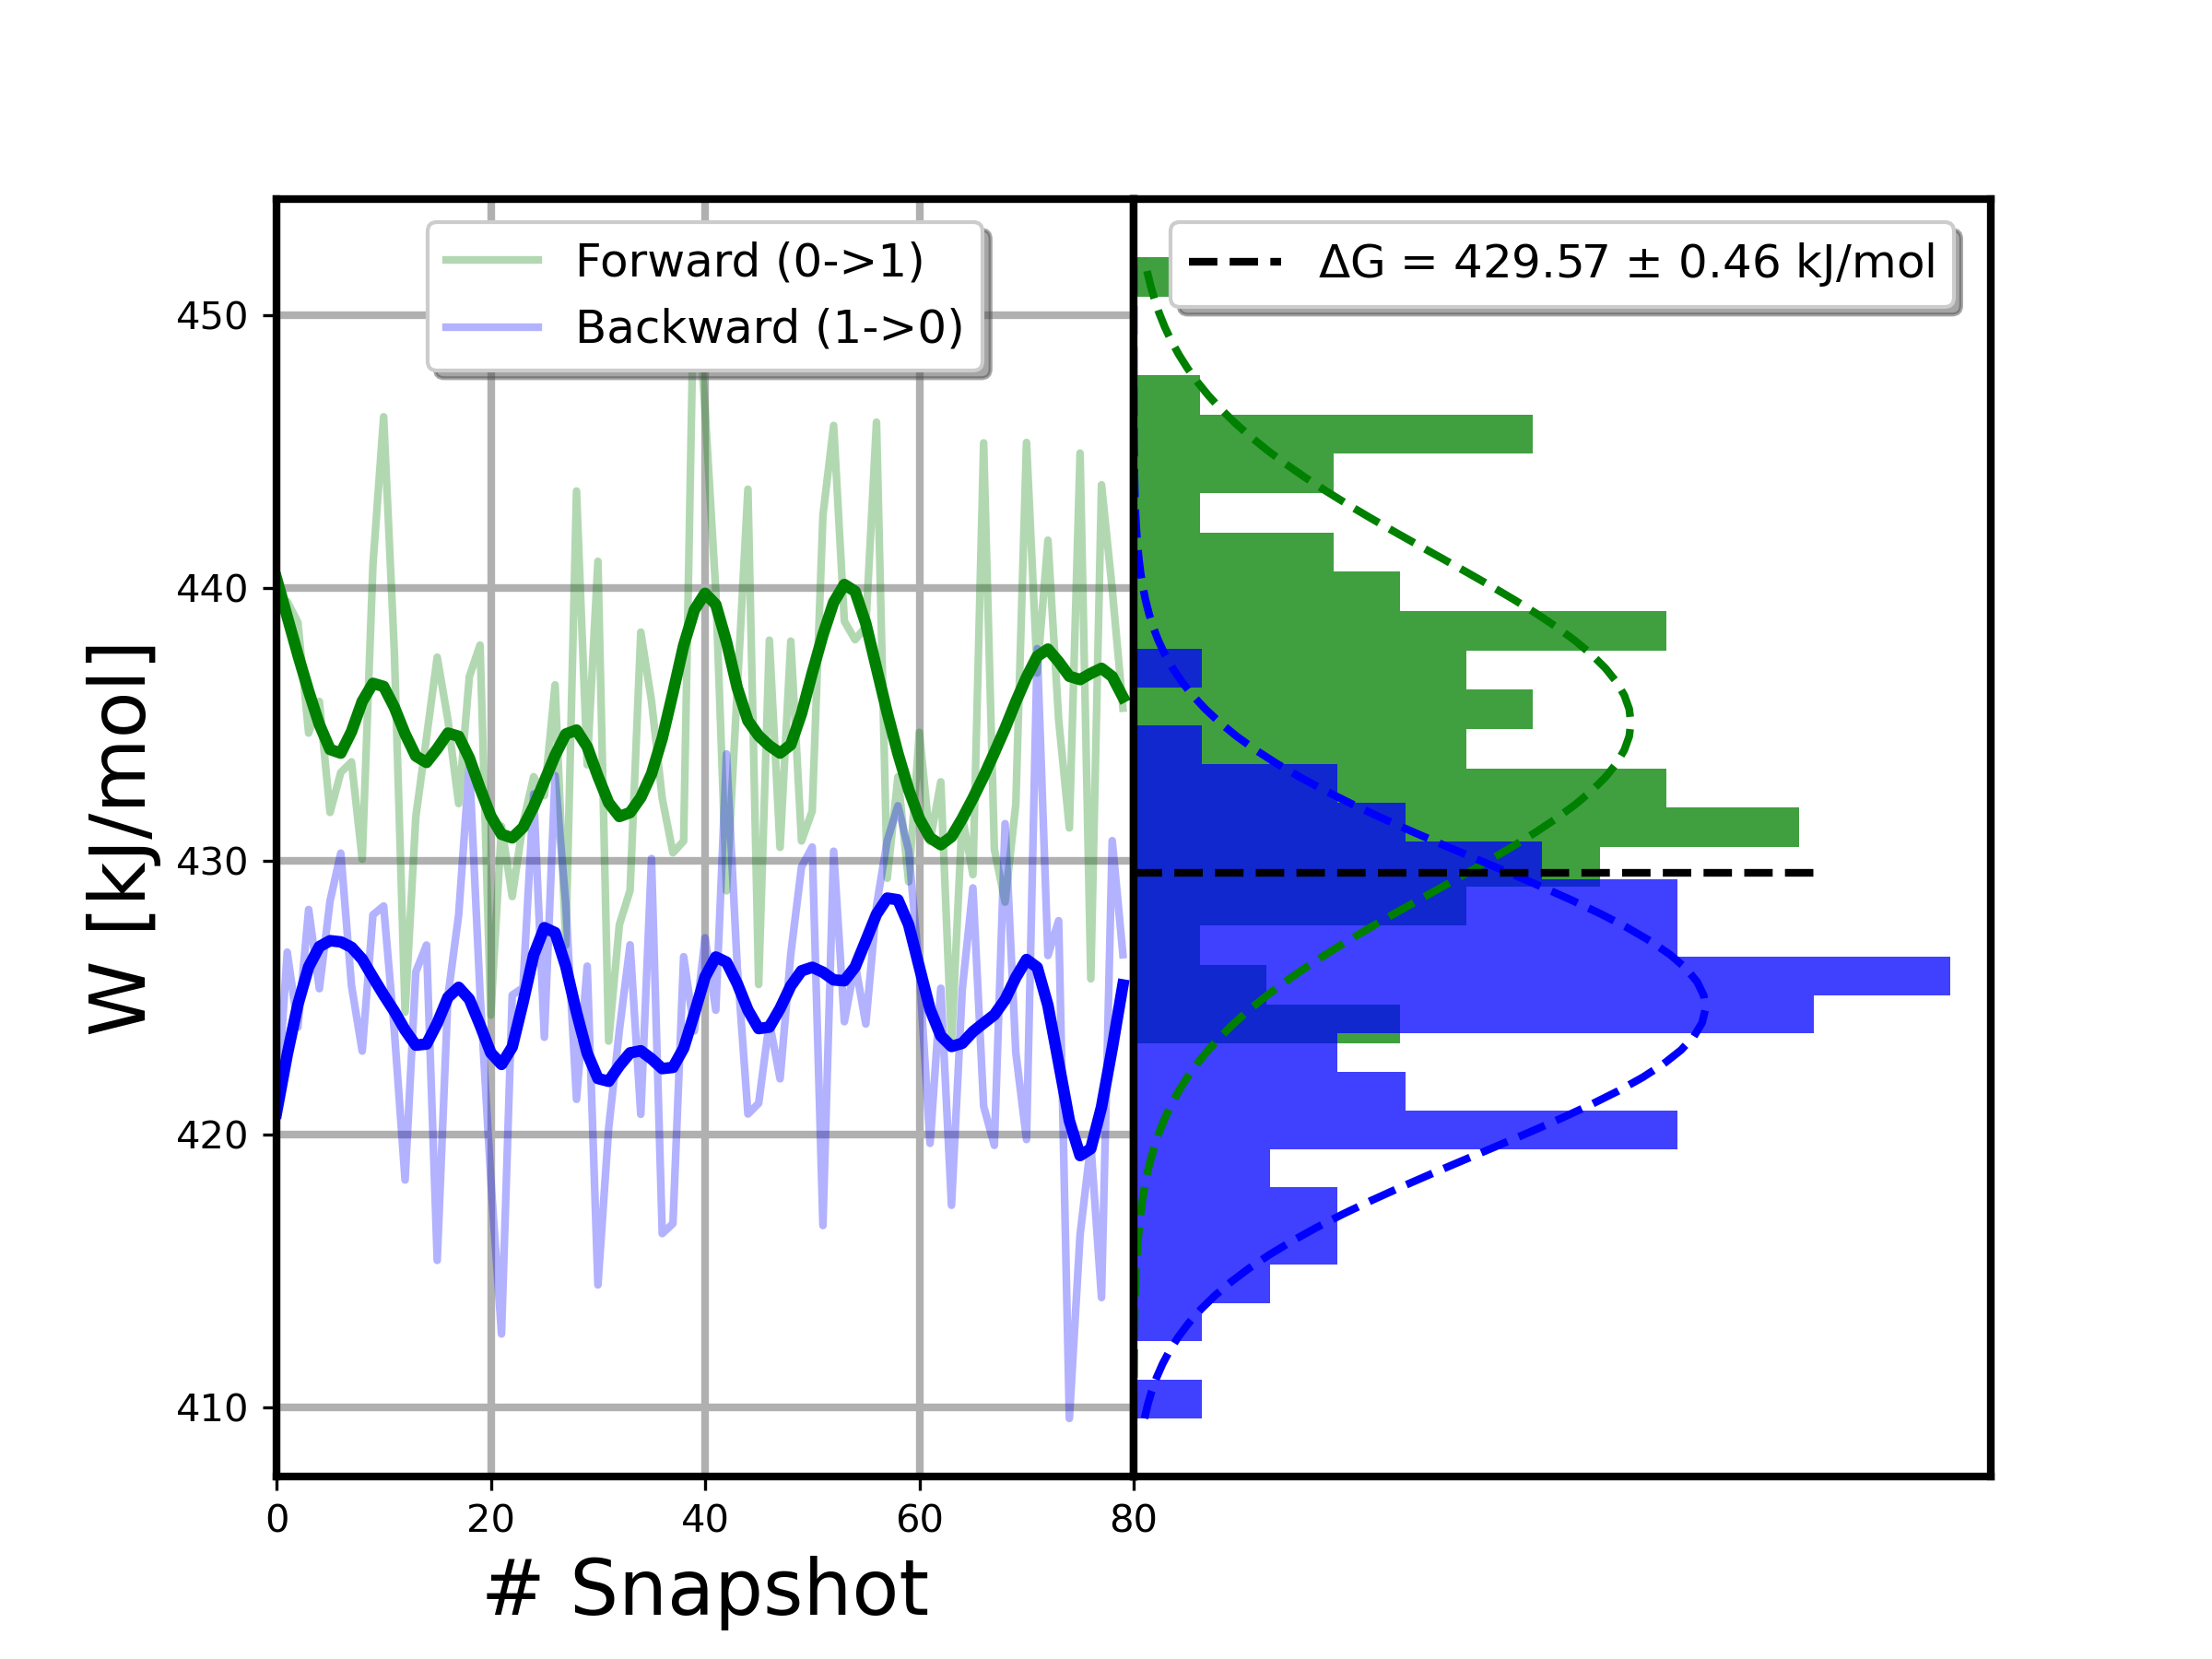 Forward (0->1)
Backward (1->0)
ΔG = 429.57 ± 0.46 kJ/mol
W [kJ/mol]
450
440
430
420
410
0 20 40 60 80
# Snapshot